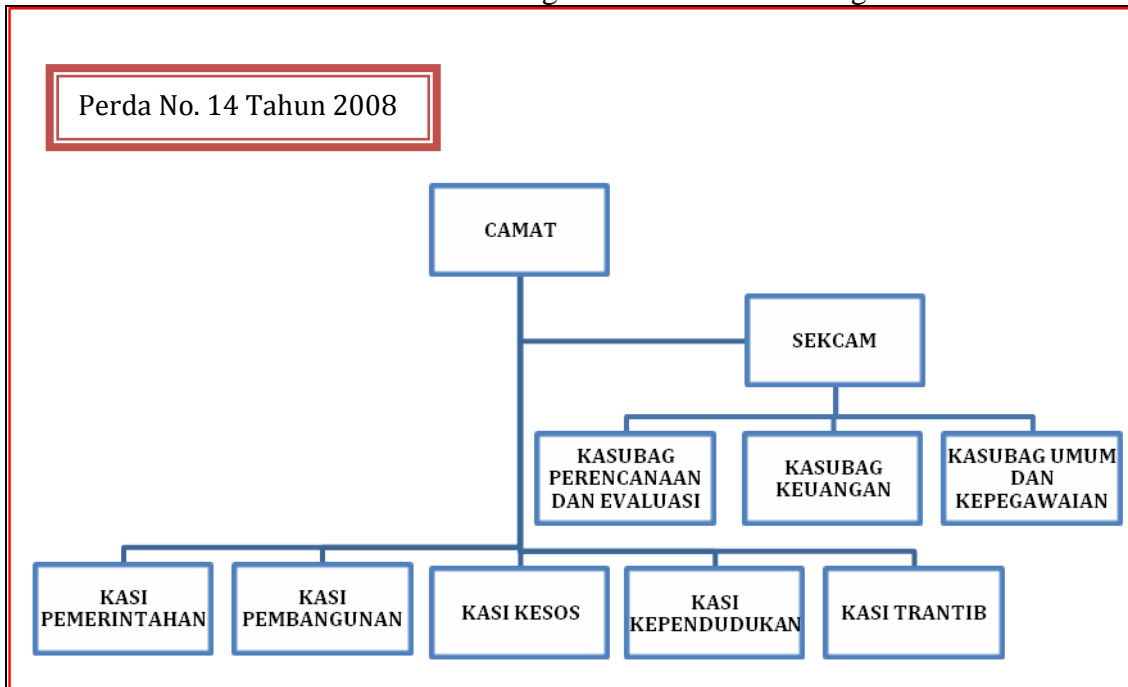 Perda No. 14 Tahun 2008
CAMAT
SEKCAM
KASUBAG
PERENCANAAN
DAN EVALUASI
KASUBAG
KEUANGAN
KASUBAG UMUM
DAN
KEPEGAWAIAN
KASI
PEMERINTAHAN
KASI
PEMBANGUNAN
KASI KESOS
KASI
KEPENDUDUKAN
KASI TRANTIB